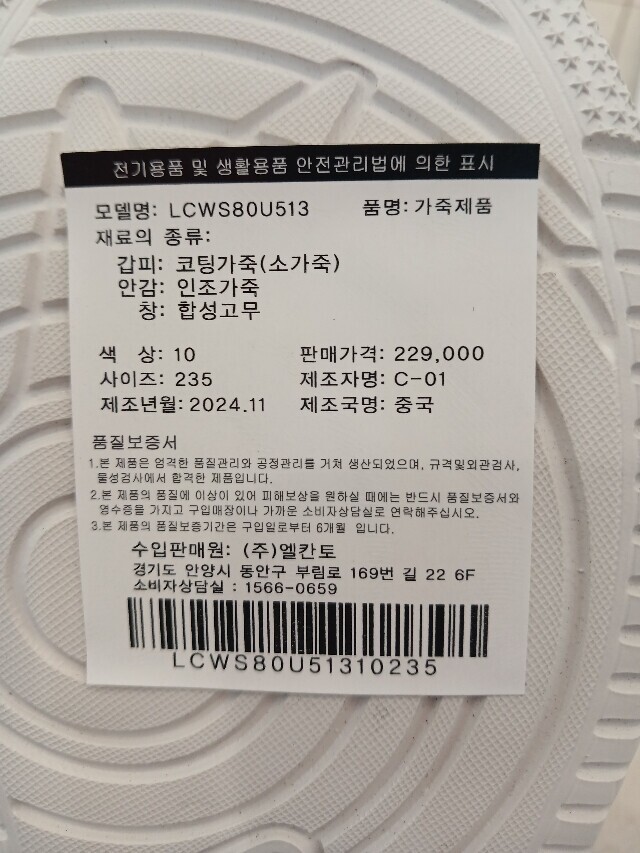 전기용품 및 생활용품 안전관리법에 의한 표시
모델명: LCWS80U513 품명: 가죽제품
재료의 종류:
갑피: 코팅가죽(소가죽)
안감: 인조가죽
창: 합성고무
색 상: 10 판매가격: 229,000
사이즈: 235 제조자명: C-01
제조년월: 2024.11 제조국명: 중국
품질보증서
1.본 제품은 엄격한 품질관리와 공정관리를 거쳐 생산되었으며, 규격및외관검사,
물성검사에서 합격한 제품입니다.
2.본 제품의 품질에 이상이 있어 피해보상을 원하실 때에는 반드시 품질보증서와
영수증을 가지고 구입매장이나 가까운 소비자상담실로 연락해주십시오.
3.본 제품의 품질보증기간은 구입일로부터 6개월 입니다.
수입판매원: (주)엘칸토
경기도 안양시 동안구 부림로 169번 길 22 6F
소비자상담실 : 1566-0659
LCWS80U51310235